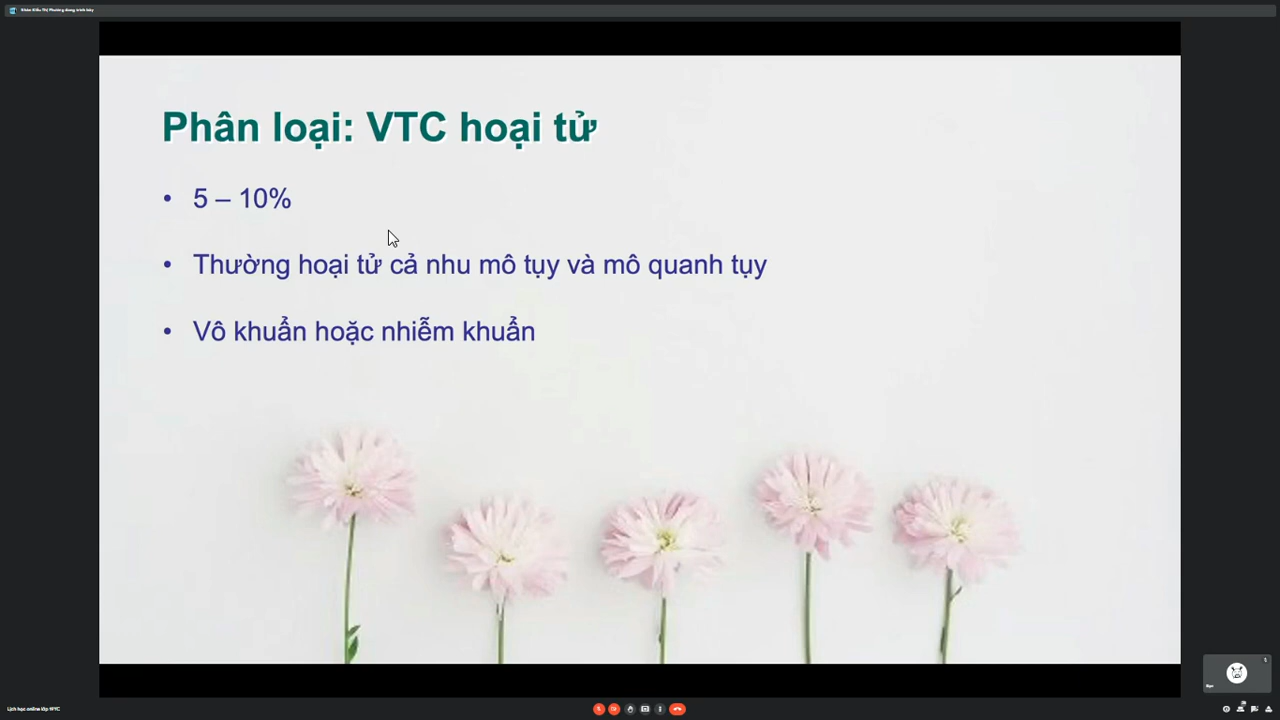 Phân loại: VTC hoại tử
• 5 – 10%
• Thường hoại tử cả nhu mô tụy và mô quanh tụy
• Vô khuẩn hoặc nhiễm khuẩn
Bạn